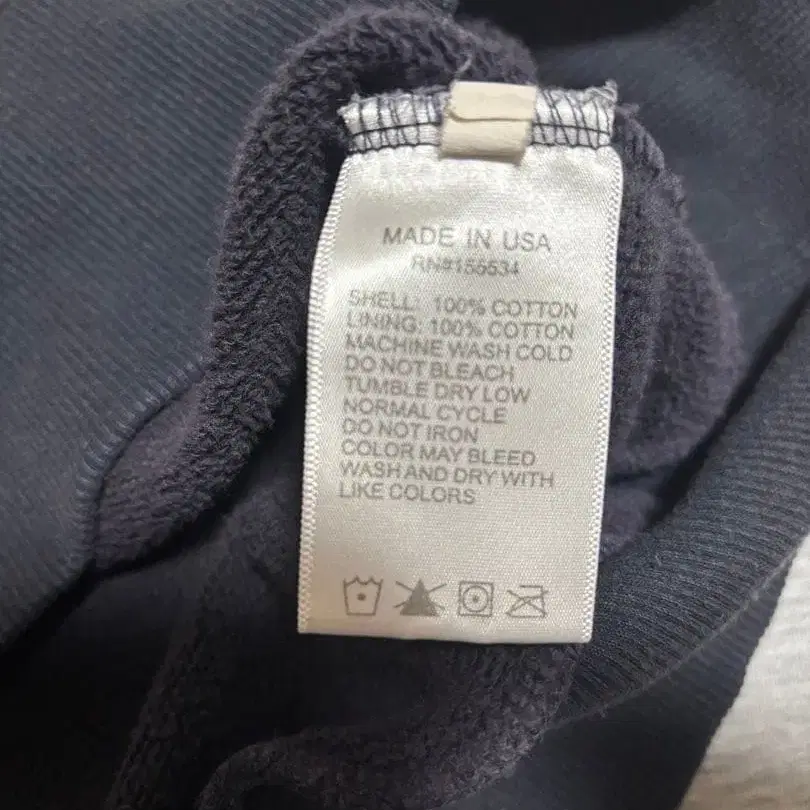 MADE IN USA
RN#155534
SHELL: 100% COTTON
LINING: 100% COTTON
MACHINE WASH COLD
DO NOT BLEACH
TUMBLE DRY LOW
NORMAL CYCLE
DO NOT IRON
COLOR MAY BLEED
WASH AND DRY WITH
LIKE COLORS